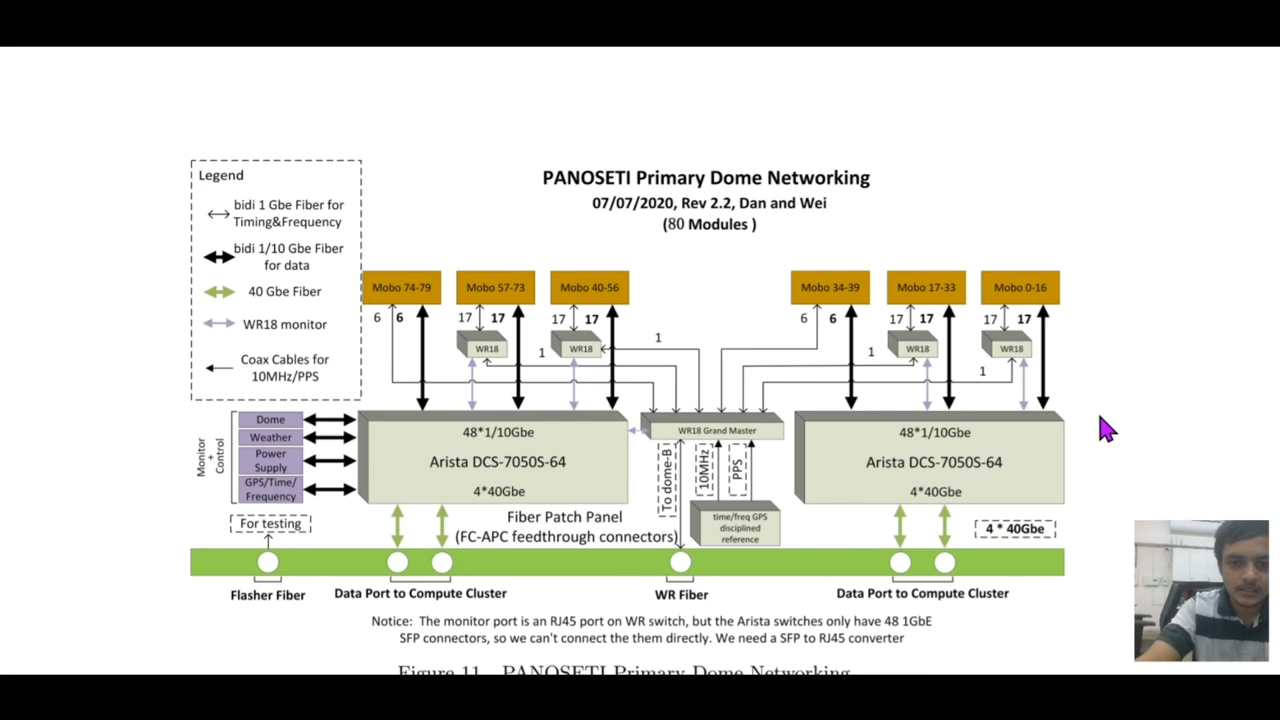 PANOSETI Primary Dome Networking
07/07/2020, Rev 2.2, Dan and Wei
(80 Modules )
Legend
bidi 1 Gbe Fiber for
Timing&Frequency
bidi 1/10 Gbe Fiber
for data
40 Gbe Fiber
WR18 monitor
Coax Cables for
10MHz/PPS
Mobo 74-79
Mobo 57-73
Mobo 40-56
Mobo 34-39
Mobo 17-33
Mobo 0-16
6 6
17 17
17 17
6 6
17 17
17 17
1
1
1
1
WR18
WR18
WR18
WR18
Monitor
+
Control
Dome
Weather
Power
Supply
GPS/Time/
Frequency
48*1/10Gbe
Arista DCS-7050S-64
4*40Gbe
WR18 Grand Master
To dome-B
10MHz
PPS
time/freq GPS
disciplined
reference
48*1/10Gbe
Arista DCS-7050S-64
4*40Gbe
For testing
Fiber Patch Panel
(FC-APC feedthrough connectors)
4 * 40Gbe
Flasher Fiber
Data Port to Compute Cluster
WR Fiber
Data Port to Compute Cluster
Notice: The monitor port is an RJ45 port on WR switch, but the Arista switches only have 48 1GbE
SFP connectors, so we can't connect the them directly. We need a SFP to RJ45 converter
Figure 11. PANOSETI Primary Dome Networking